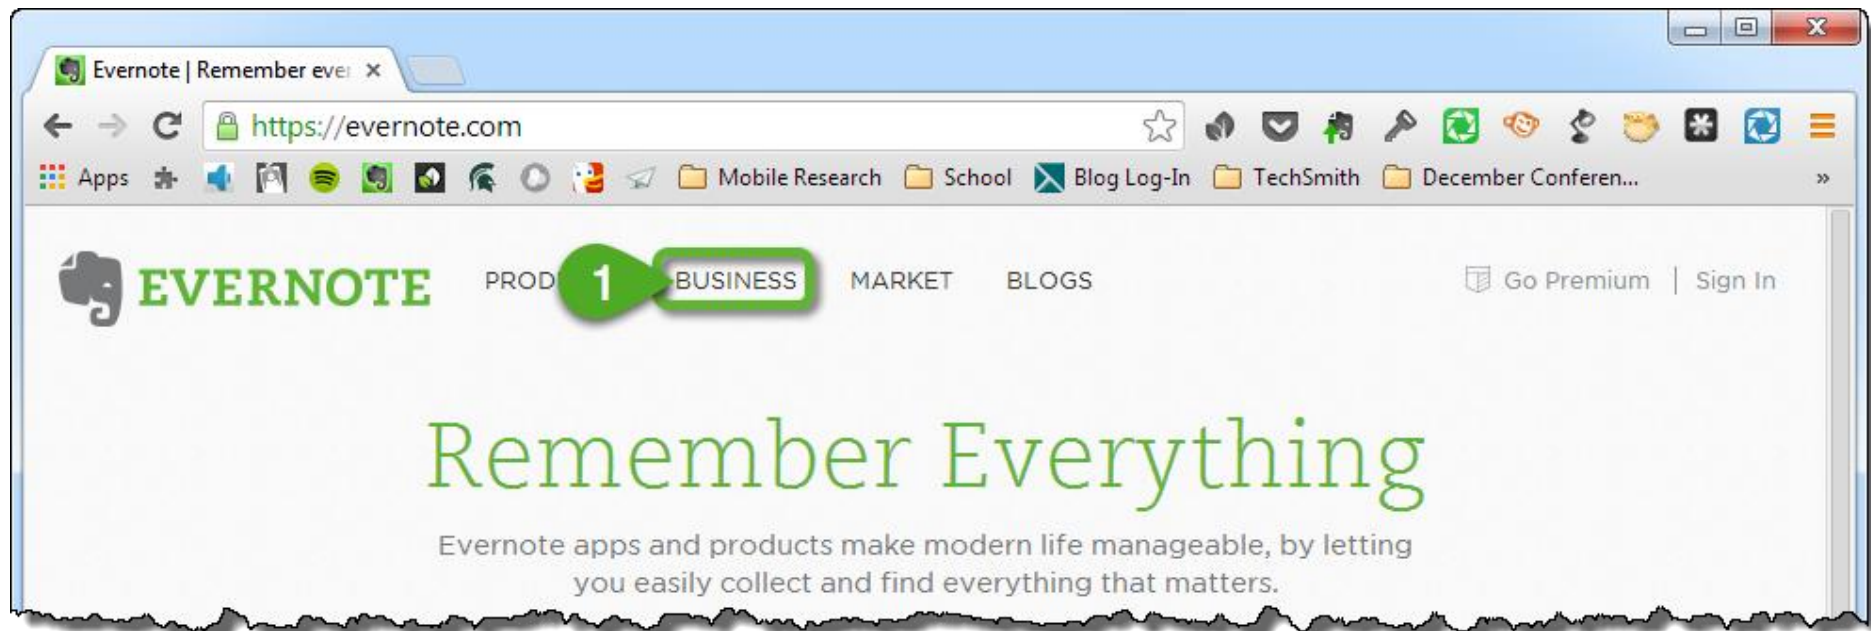 Evernote | Remember ever
https://evernote.com
Apps Mobile Research School Blog Log-In TechSmith December Conferen... »
EVERNOTE PROD 1 BUSINESS MARKET BLOGS Go Premium | Sign In
Remember Everything
Evernote apps and products make modern life manageable, by letting
you easily collect and find everything that matters.